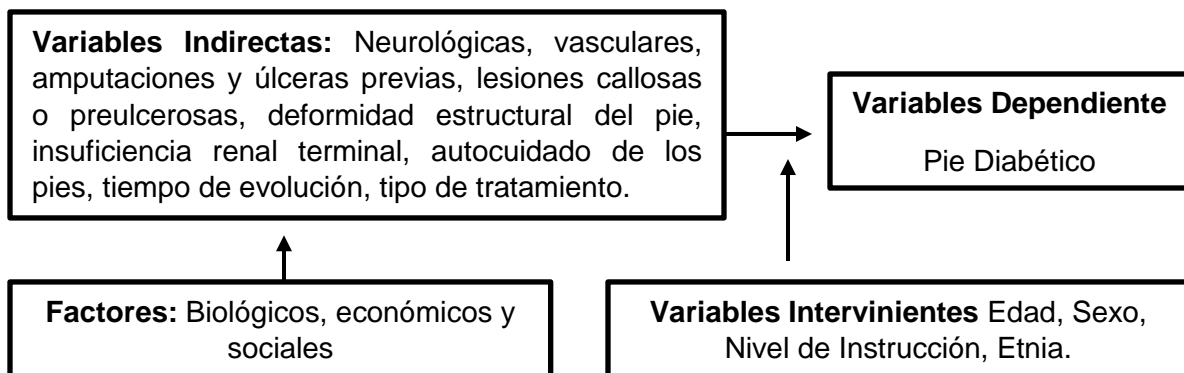 Variables Indirectas: Neurológicas, vasculares,
amputaciones y úlceras previas, lesiones callosas
o preulcerosas, deformidad estructural del pie,
insuficiencia renal terminal, autocuidado de los
pies, tiempo de evolución, tipo de tratamiento.
Variables Dependiente
Pie Diabético
Factores: Biológicos, económicos y
sociales
Variables Intervinientes Edad, Sexo,
Nivel de Instrucción, Etnia.